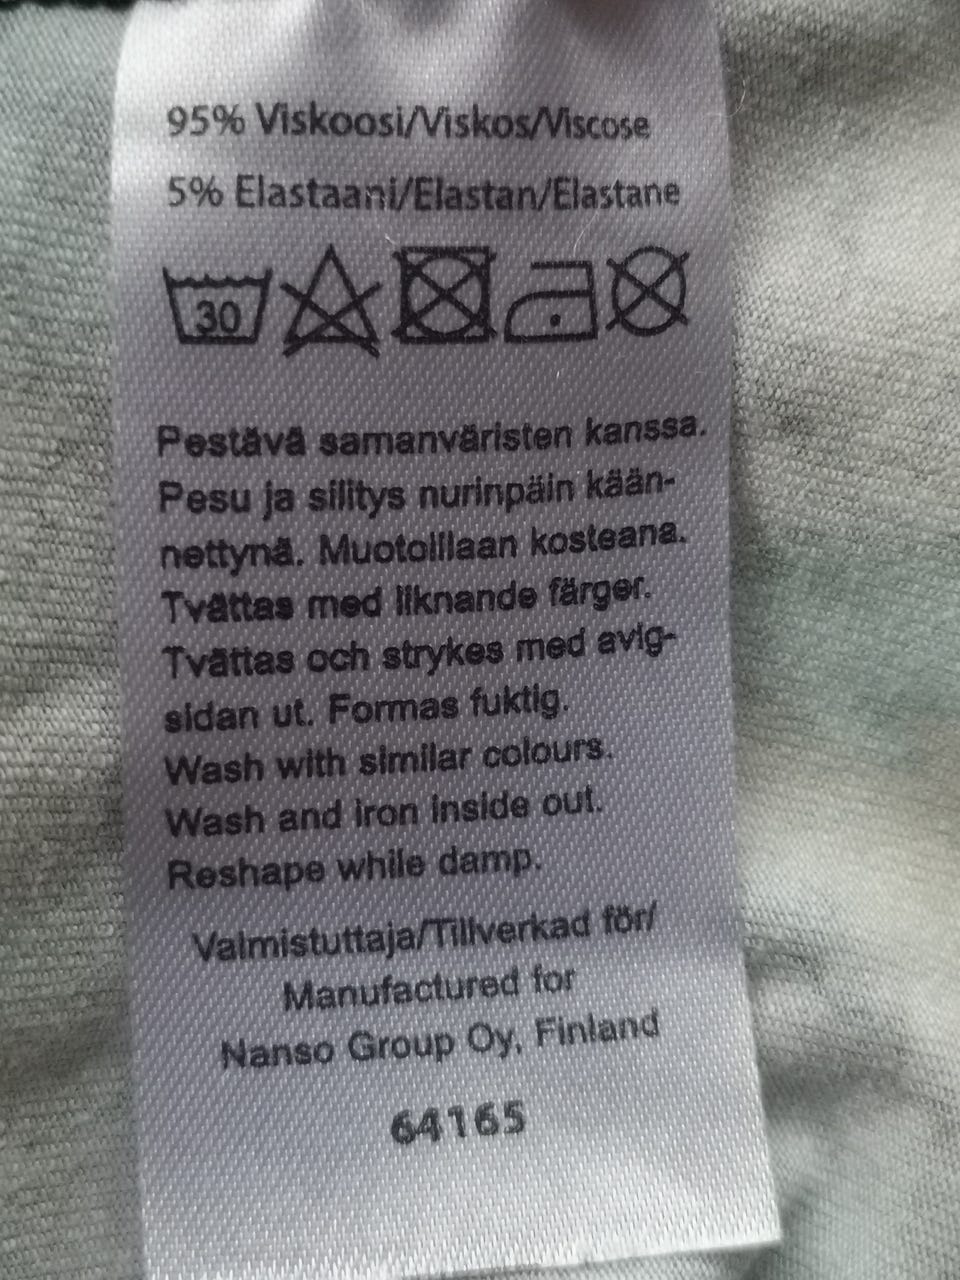 95% Viskoosi/Viskos/Viscose
5% Elastaani/Elastan/Elastane
30
Pestävä samanväristen kanssa.
Pesu ja silitys nurinpäin kään-
nettynä. Muotoillaan kosteana.
Tvättas med liknande färger.
Tvättas och strykes med avig-
sidan ut. Formas fuktig.
Wash with similar colours.
Wash and iron inside out.
Reshape while damp.
Valmistuttaja/Tillverkad för/
Manufactured for
Nanso Group Oy, Finland
64165